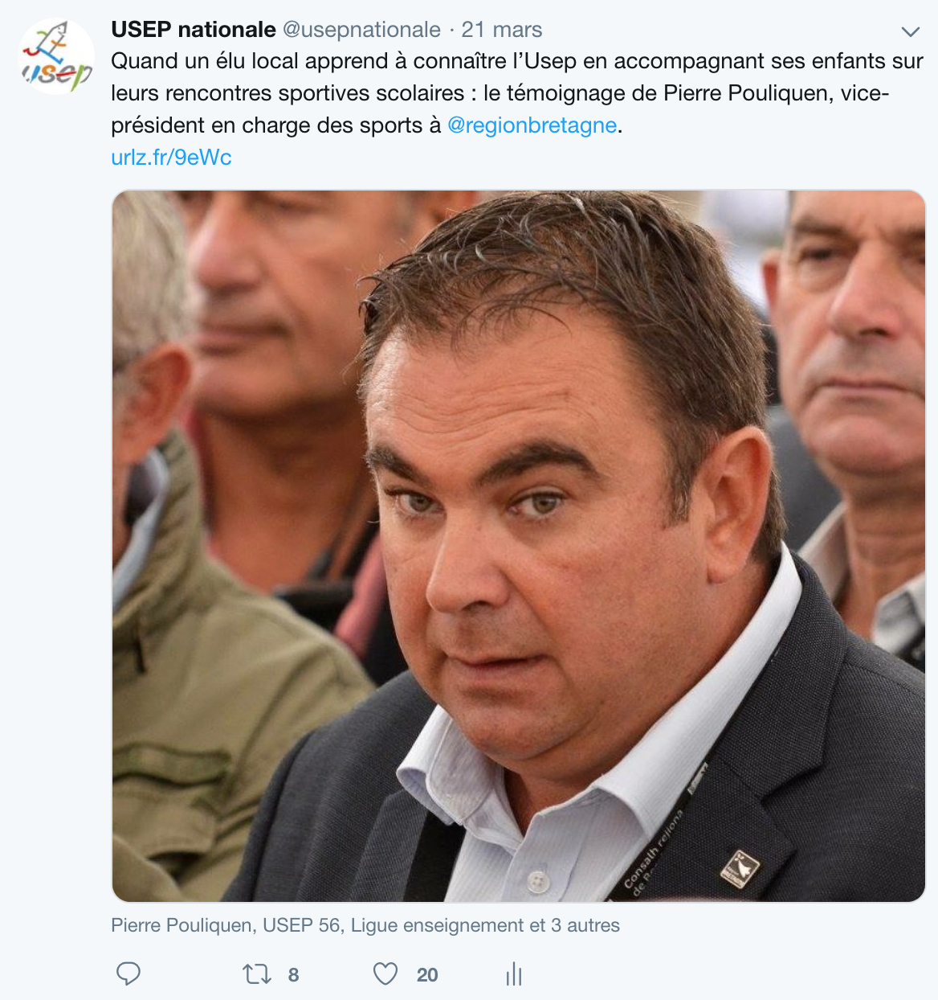 usep
USEP nationale @usepnationale · 21 mars
Quand un élu local apprend à connaître l’Usep en accompagnant ses enfants sur
leurs rencontres sportives scolaires : le témoignage de Pierre Pouliquen, vice-
président en charge des sports à @regionbretagne.
urlz.fr/9eWc
Consalh rejiona
de
Pierre Pouliquen, USEP 56, Ligue enseignement et 3 autres
8
20